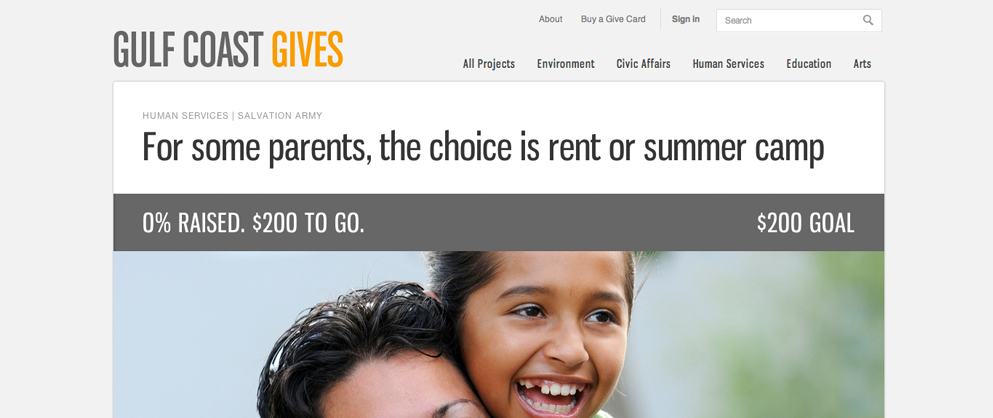 About
Buy a Give Card
Sign in
Search
GULF COAST GIVES
All Projects
Environment
Civic Affairs
Human Services
Education
Arts
HUMAN SERVICES | SALVATION ARMY
For some parents, the choice is rent or summer camp
0% RAISED. $200 TO GO.
$200 GOAL